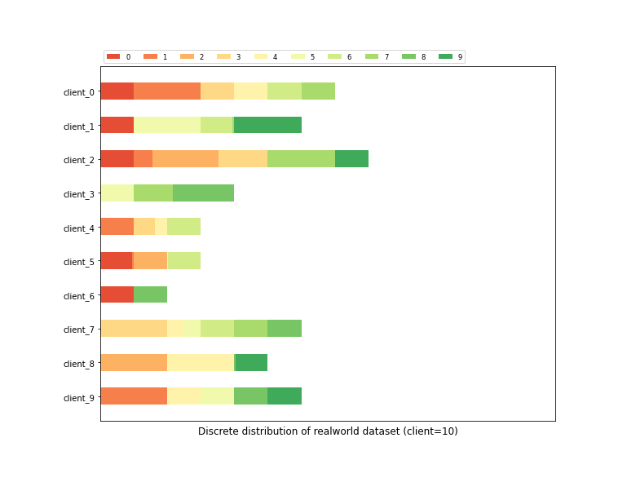 0 1 2 3 4 5 6 7 8 9
client_0
client_1
client_2
client_3
client_4
client_5
client_6
client_7
client_8
client_9
Discrete distribution of realworld dataset (client=10)